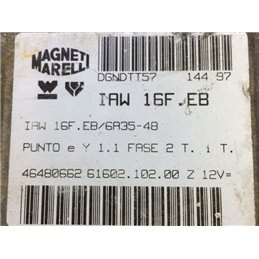 MAGNETI
MARELLI
DGNDTT57 144 97
IAW 16F.EB
IAW 16F.EB/6A35-48
PUNTO e Y 1.1 FASE 2 T. i T.
46480662 61602.102.00 Z 12V=